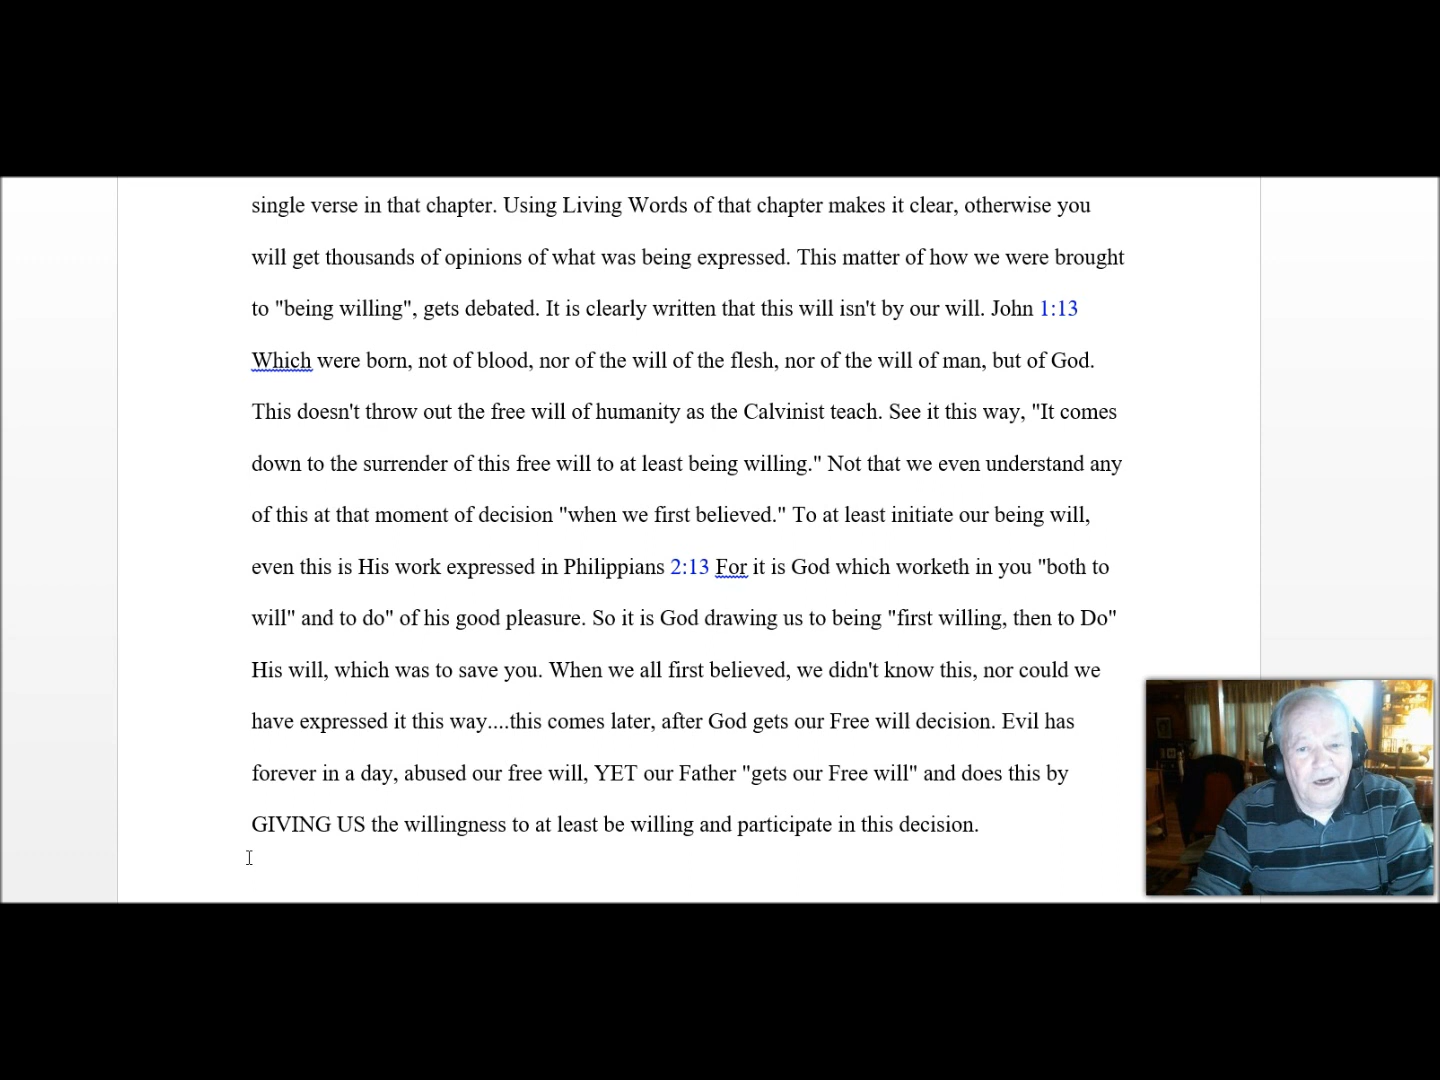 single verse in that chapter. Using Living Words of that chapter makes it clear, otherwise you
will get thousands of opinions of what was being expressed. This matter of how we were brought
to "being willing", gets debated. It is clearly written that this will isn't by our will. John 1:13
Which were born, not of blood, nor of the will of the flesh, nor of the will of man, but of God.
This doesn't throw out the free will of humanity as the Calvinist teach. See it this way, "It comes
down to the surrender of this free will to at least being willing." Not that we even understand any
of this at that moment of decision "when we first believed." To at least initiate our being will,
even this is His work expressed in Philippians 2:13 For it is God which worketh in you "both to
will" and to do" of his good pleasure. So it is God drawing us to being "first willing, then to Do"
His will, which was to save you. When we all first believed, we didn't know this, nor could we
have expressed it this way....this comes later, after God gets our Free will decision. Evil has
forever in a day, abused our free will, YET our Father "gets our Free will" and does this by
GIVING US the willingness to at least be willing and participate in this decision.